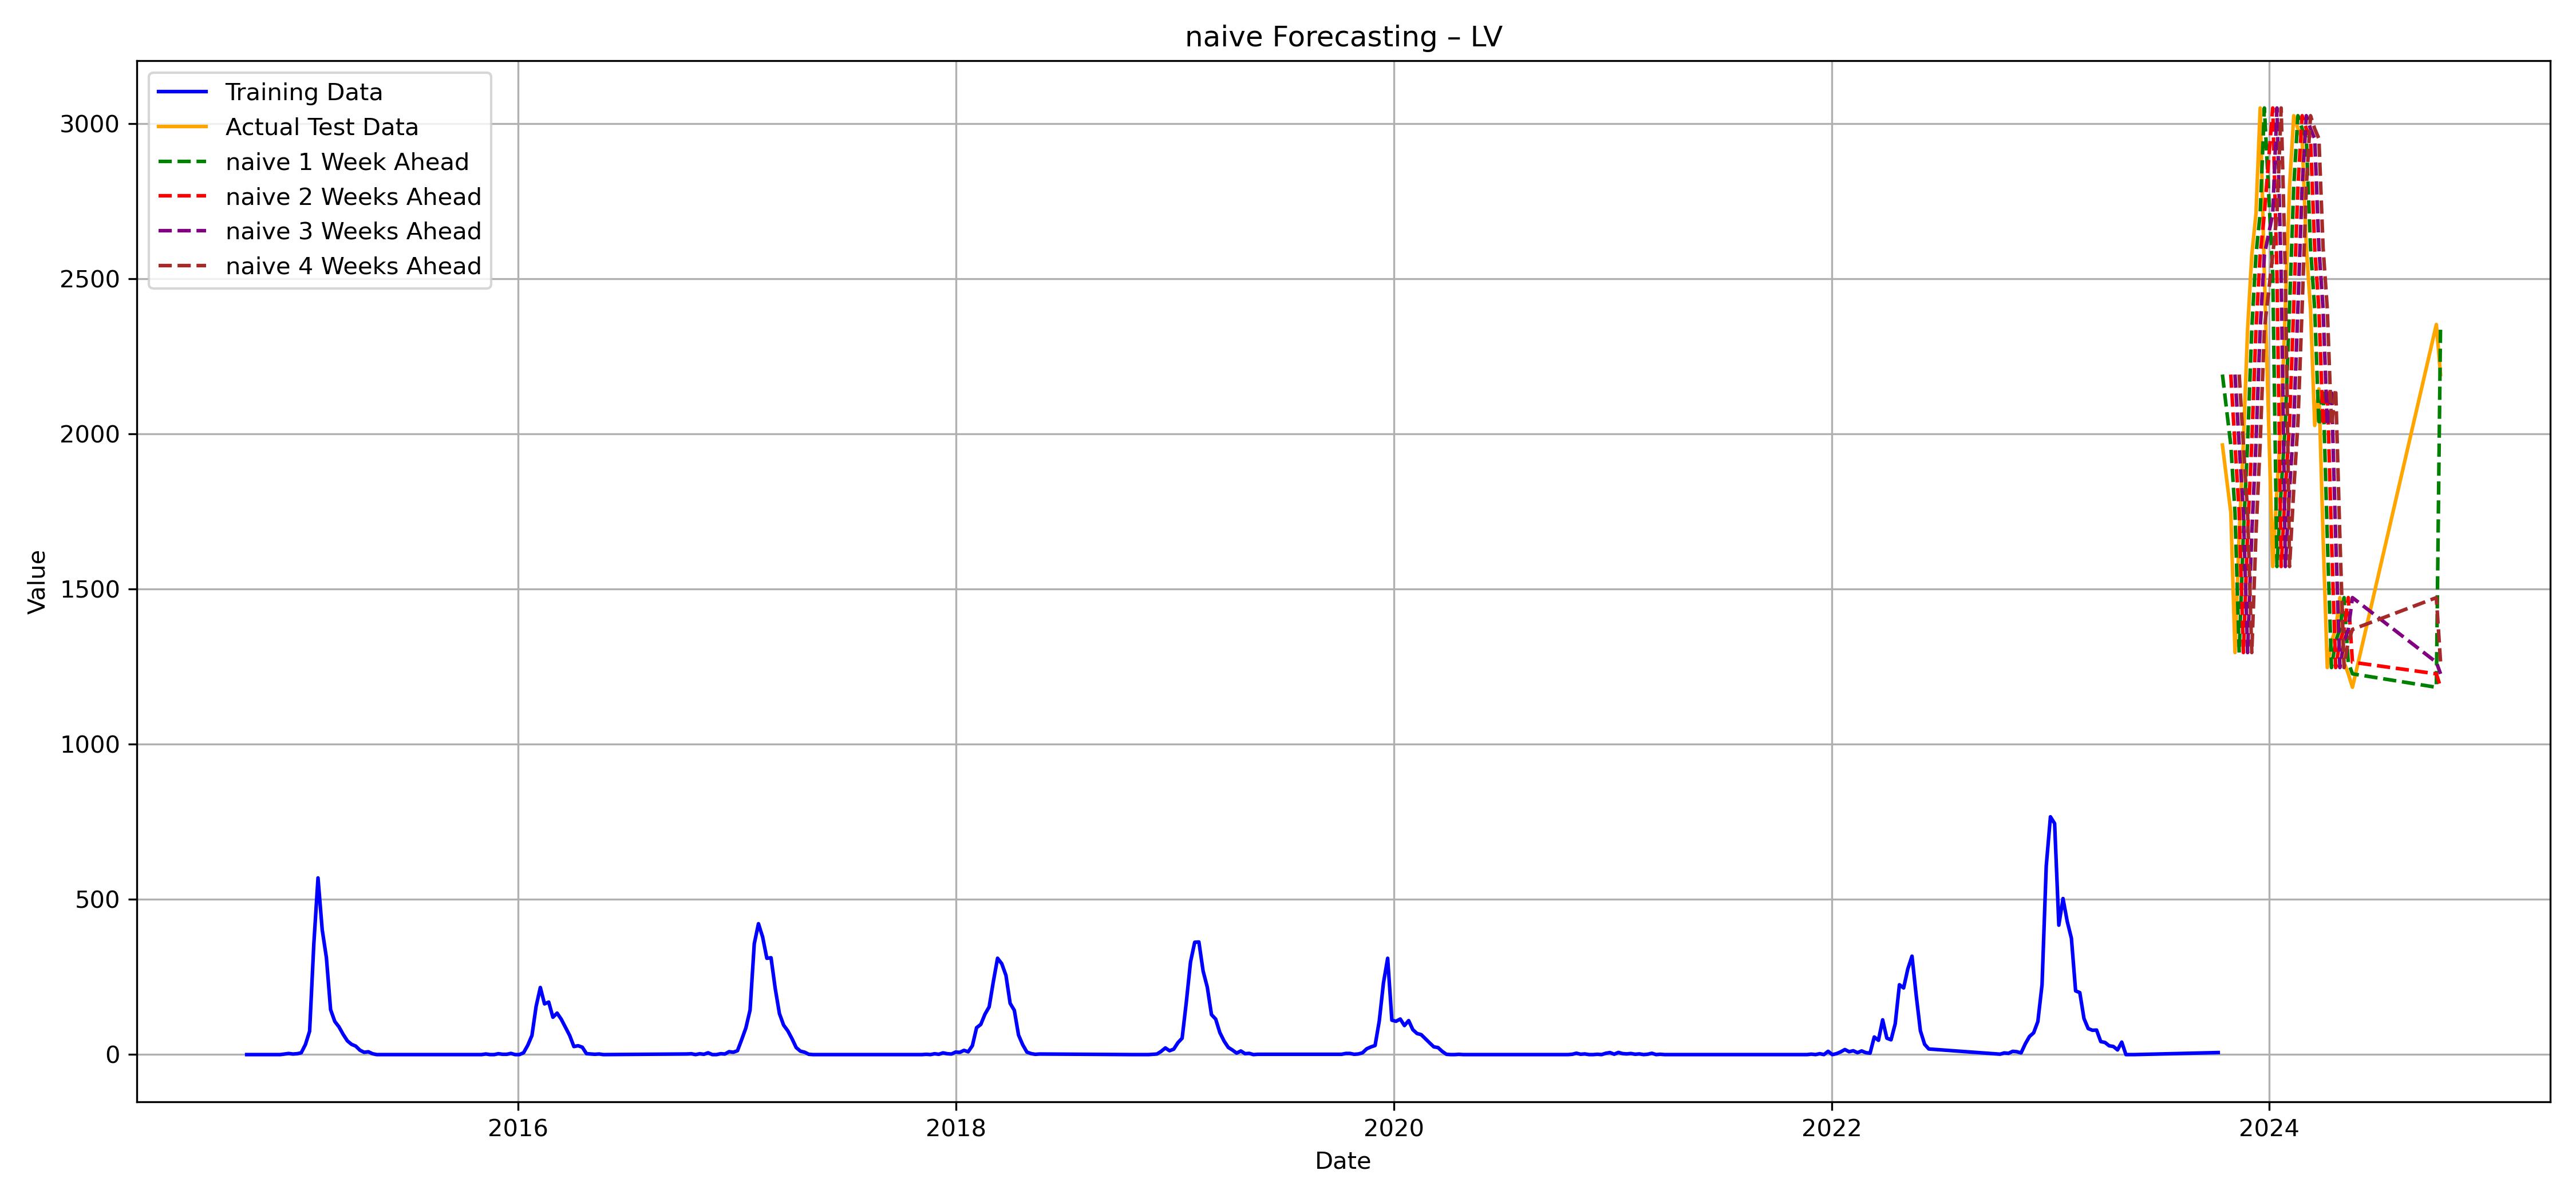 naive Forecasting – LV
Training Data
Actual Test Data
naive 1 Week Ahead
naive 2 Weeks Ahead
naive 3 Weeks Ahead
naive 4 Weeks Ahead
3000
2500
2000
1500
1000
500
0
Value
2016
2018
2020
2022
2024
Date